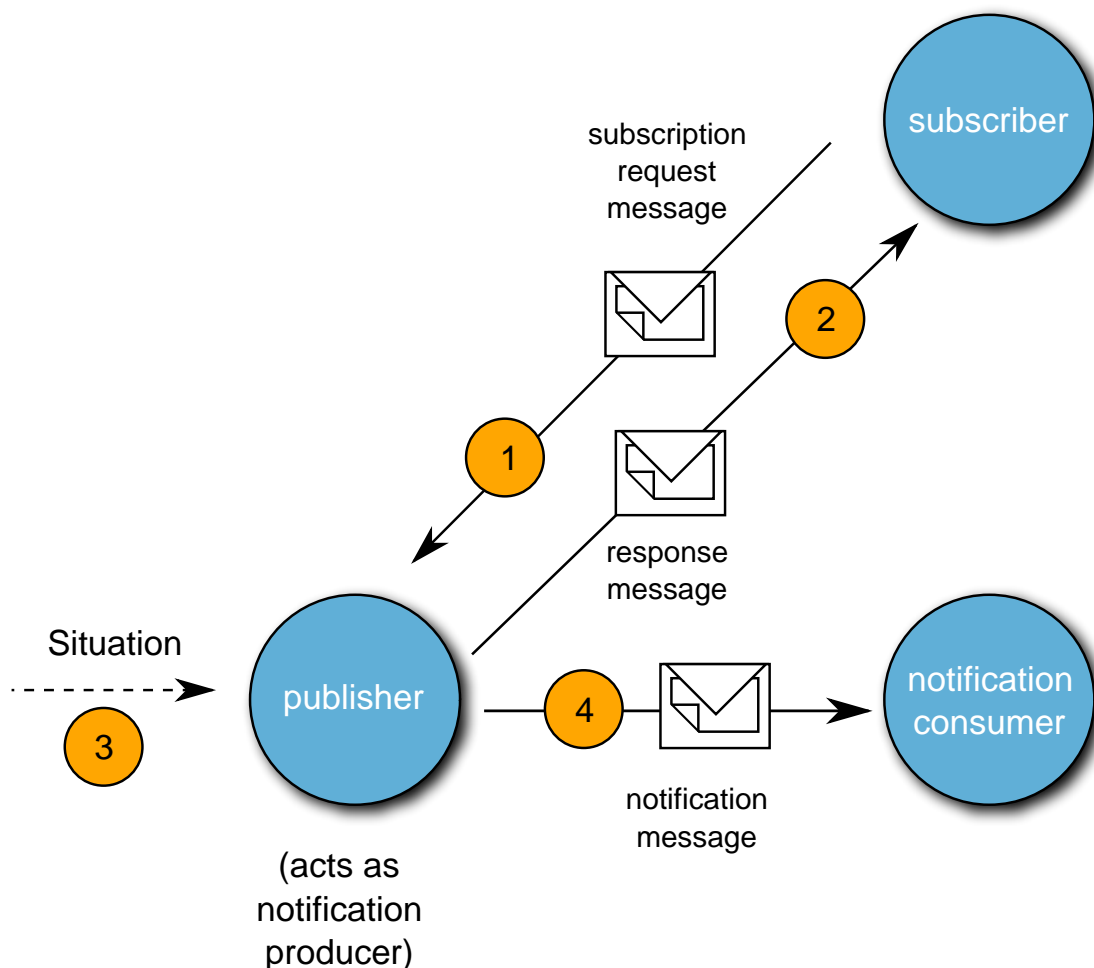 subscriber
subscription
request
message
2
1
response
message
Situation
3
publisher
4
notification
consumer
notification
message
(acts as
notification
producer)